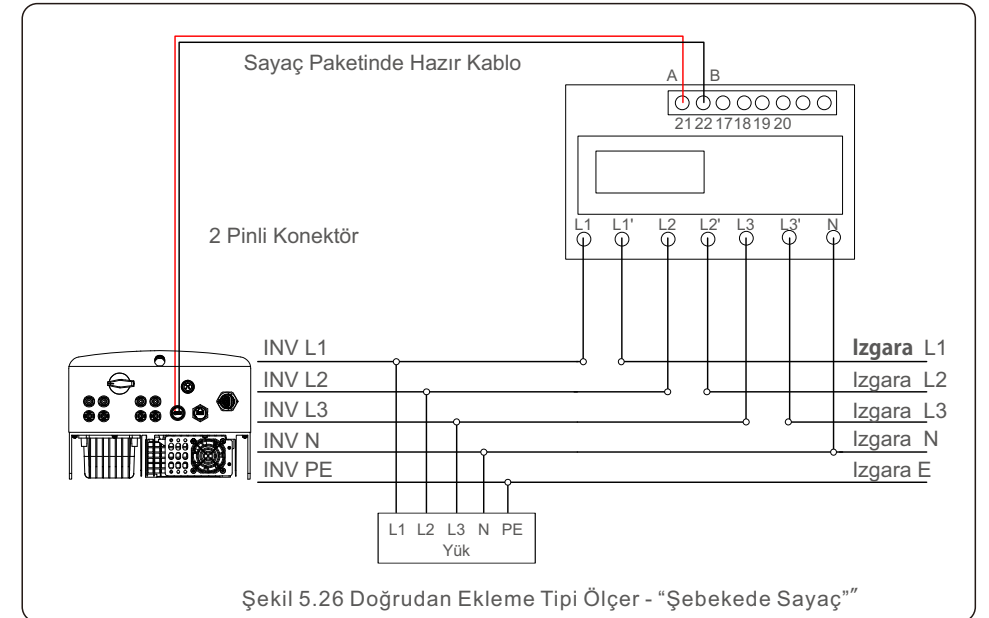 Sayaç Paketinde Hazır Kablo
A B
21 22 17 18 19 20
2 Pinli Konektör
L1 L1' L2 L2' L3 L3' N
INV L1
Izgara L1
INV L2
Izgara L2
INV L3
Izgara L3
INV N
Izgara N
INV PE
Izgara E
L1 L2 L3 N PE
Yük
Şekil 5.26 Doğrudan Ekleme Tipi Ölçer - “Şebekede Sayaç”″